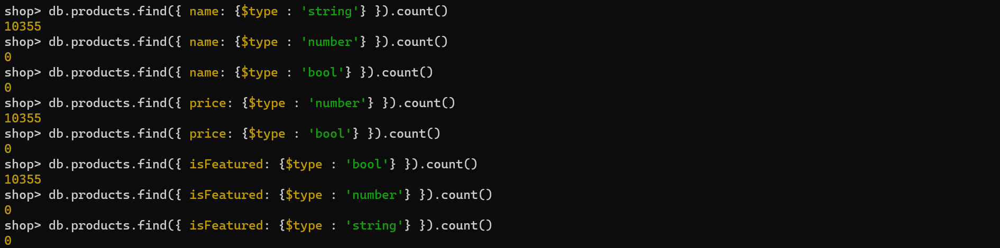 shop> db.products.find({ name: {$type : 'string'} }).count()
10355
shop> db.products.find({ name: {$type : 'number'} }).count()
0
shop> db.products.find({ name: {$type : 'bool'} }).count()
0
shop> db.products.find({ price: {$type : 'number'} }).count()
10355
shop> db.products.find({ price: {$type : 'bool'} }).count()
0
shop> db.products.find({ isFeatured: {$type : 'bool'} }).count()
10355
shop> db.products.find({ isFeatured: {$type : 'number'} }).count()
0
shop> db.products.find({ isFeatured: {$type : 'string'} }).count()
0